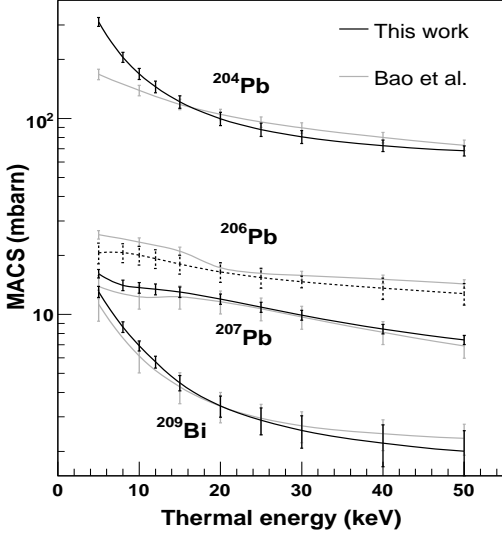 This work
Bao et al.
²⁰⁴Pb
10²
²⁰⁶Pb
MACS (mbarn)
²⁰⁷Pb
10
²⁰⁹Bi
0 10 20 30 40 50
Thermal energy (keV)